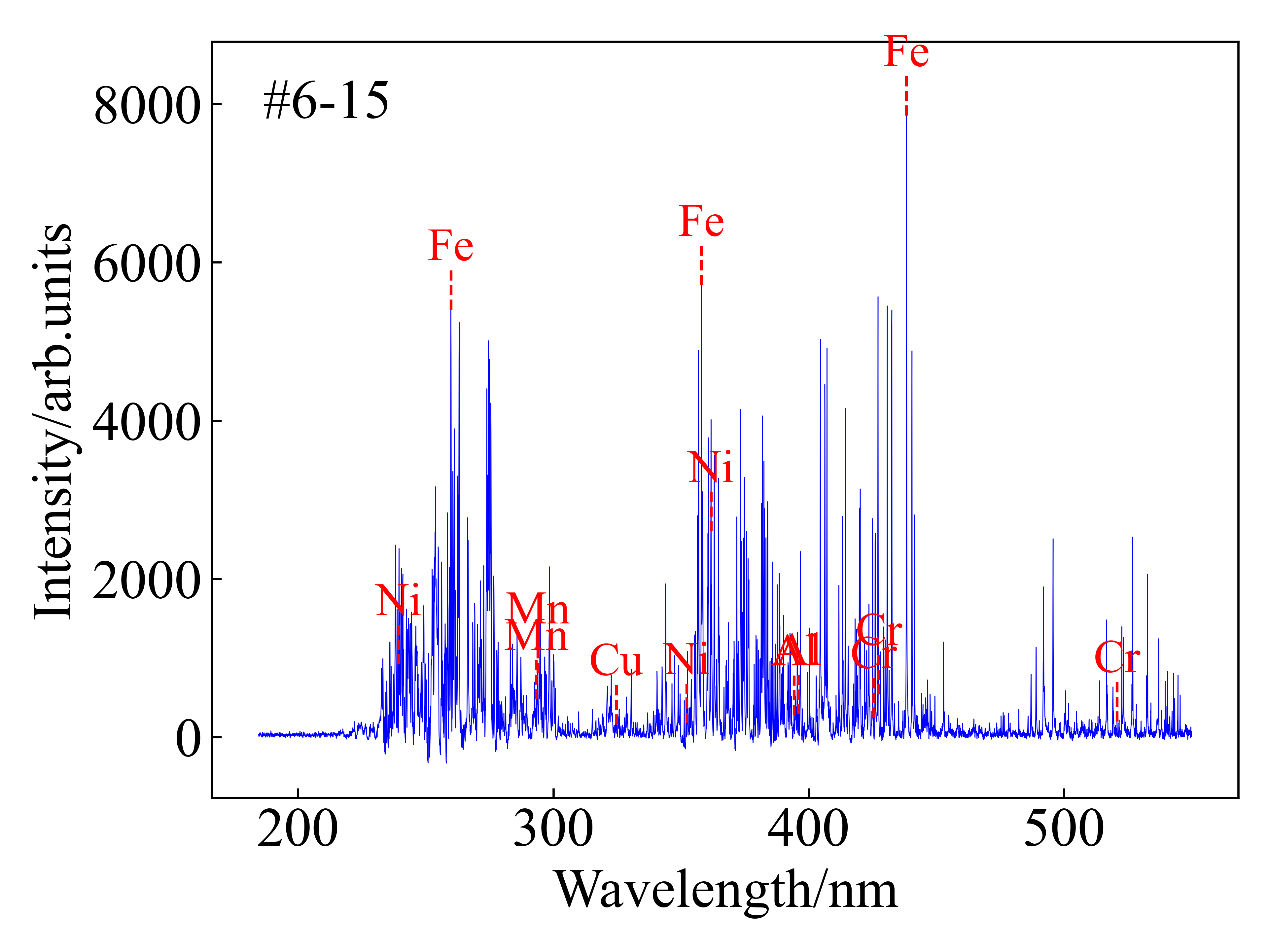 Fe
8000
#6-15
Fe
6000
Fe
Intensity/arb.units
4000
Ni
2000
Ni
Mn
Mn
Cr
Cu
Ni
Al
Al
Cr
Cr
0
200
300
400
500
Wavelength/nm